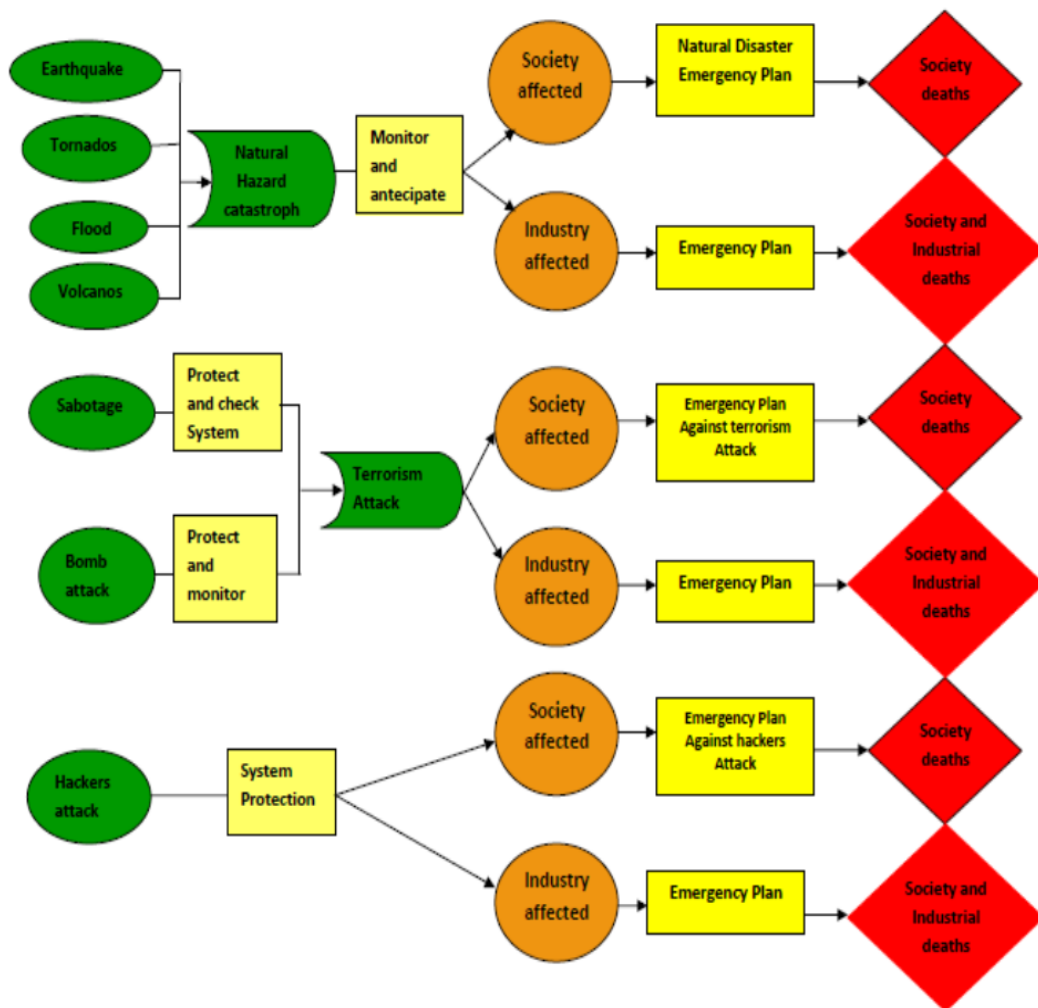 Earthquake
Tornados
Flood
Volcanos
Natural
Hazard
catastroph
Monitor
and
antecipate
Society
affected
Natural Disaster
Emergency Plan
Society
deaths
Industry
affected
Emergency Plan
Society and
Industrial
deaths
Sabotage
Protect
and check
System
Bomb
attack
Protect
and
monitor
Terrorism
Attack
Society
affected
Emergency Plan
Against terrorism
Attack
Society
deaths
Industry
affected
Emergency Plan
Society and
Industrial
deaths
Hackers
attack
System
Protection
Society
affected
Emergency Plan
Against hackers
Attack
Society
deaths
Industry
affected
Emergency Plan
Society and
Industrial
deaths